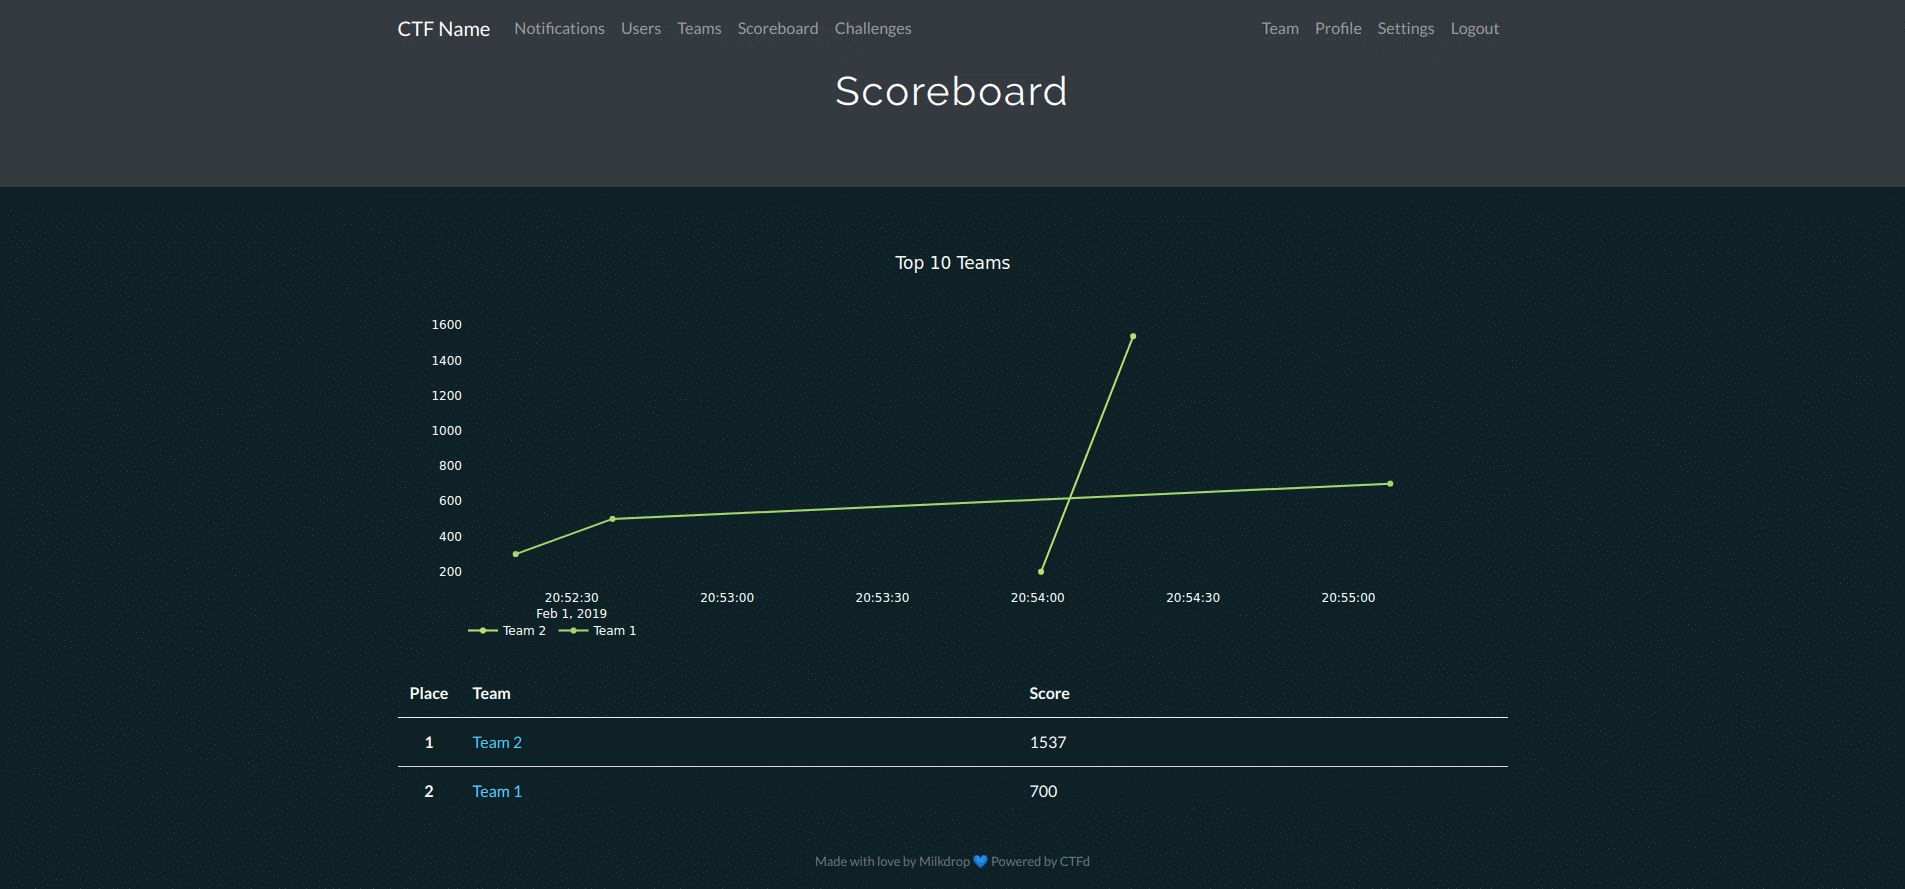 CTF Name Notifications Users Teams Scoreboard Challenges Team Profile Settings Logout
Scoreboard
Top 10 Teams
1600
1400
1200
1000
800
600
400
200
20:52:30 20:53:00 20:53:30 20:54:00 20:54:30 20:55:00
Feb 1, 2019
Team 2 Team 1
Place Team Score
1 Team 2 1537
2 Team 1 700
Made with love by Milkdrop 💙 Powered by CTFd